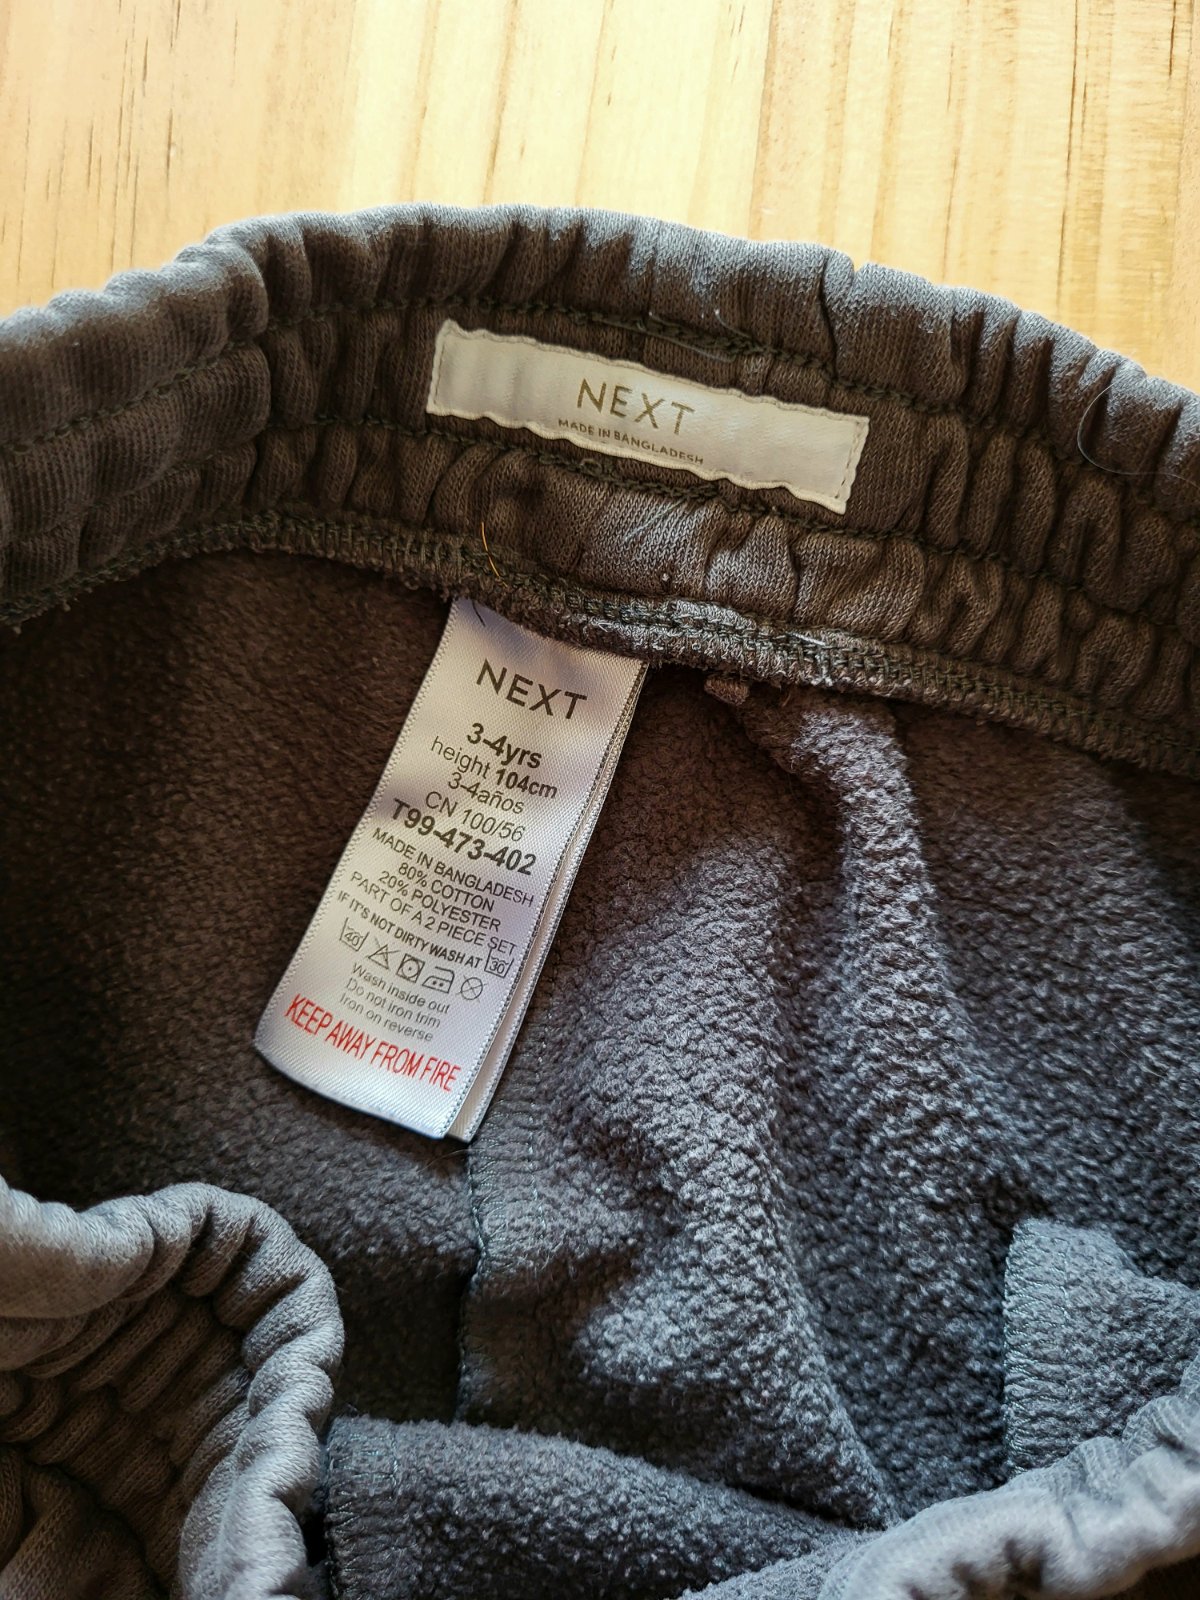 NEXT
MADE IN BANGLADESH
NEXT
3-4yrs
height 104cm
3-4años
CN 100/56
T99-473-402
MADE IN BANGLADESH
80% COTTON
20% POLYESTER
PART OF A 2 PIECE SET
IF IT'S NOT DIRTY WASH AT 30
40
Wash inside out
Do not iron trim
Iron on reverse
KEEP AWAY FROM FIRE